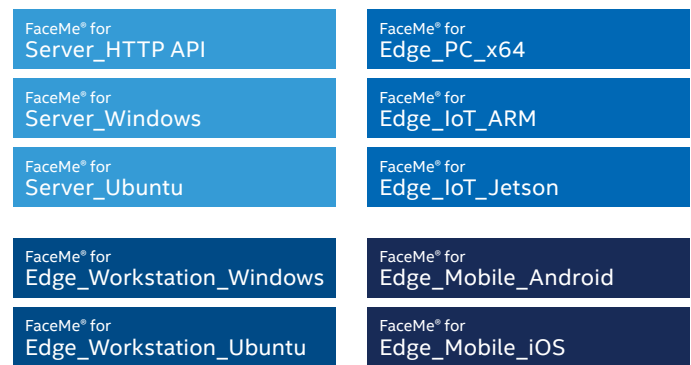 FaceMe® for
Server_HTTP API
FaceMe® for
Server_Windows
FaceMe® for
Server_Ubuntu
FaceMe® for
Edge_PC_x64
FaceMe® for
Edge_IoT_ARM
FaceMe® for
Edge_IoT_Jetson
FaceMe® for
Edge_Workstation_Windows
FaceMe® for
Edge_Workstation_Ubuntu
FaceMe® for
Edge_Mobile_Android
FaceMe® for
Edge_Mobile_iOS